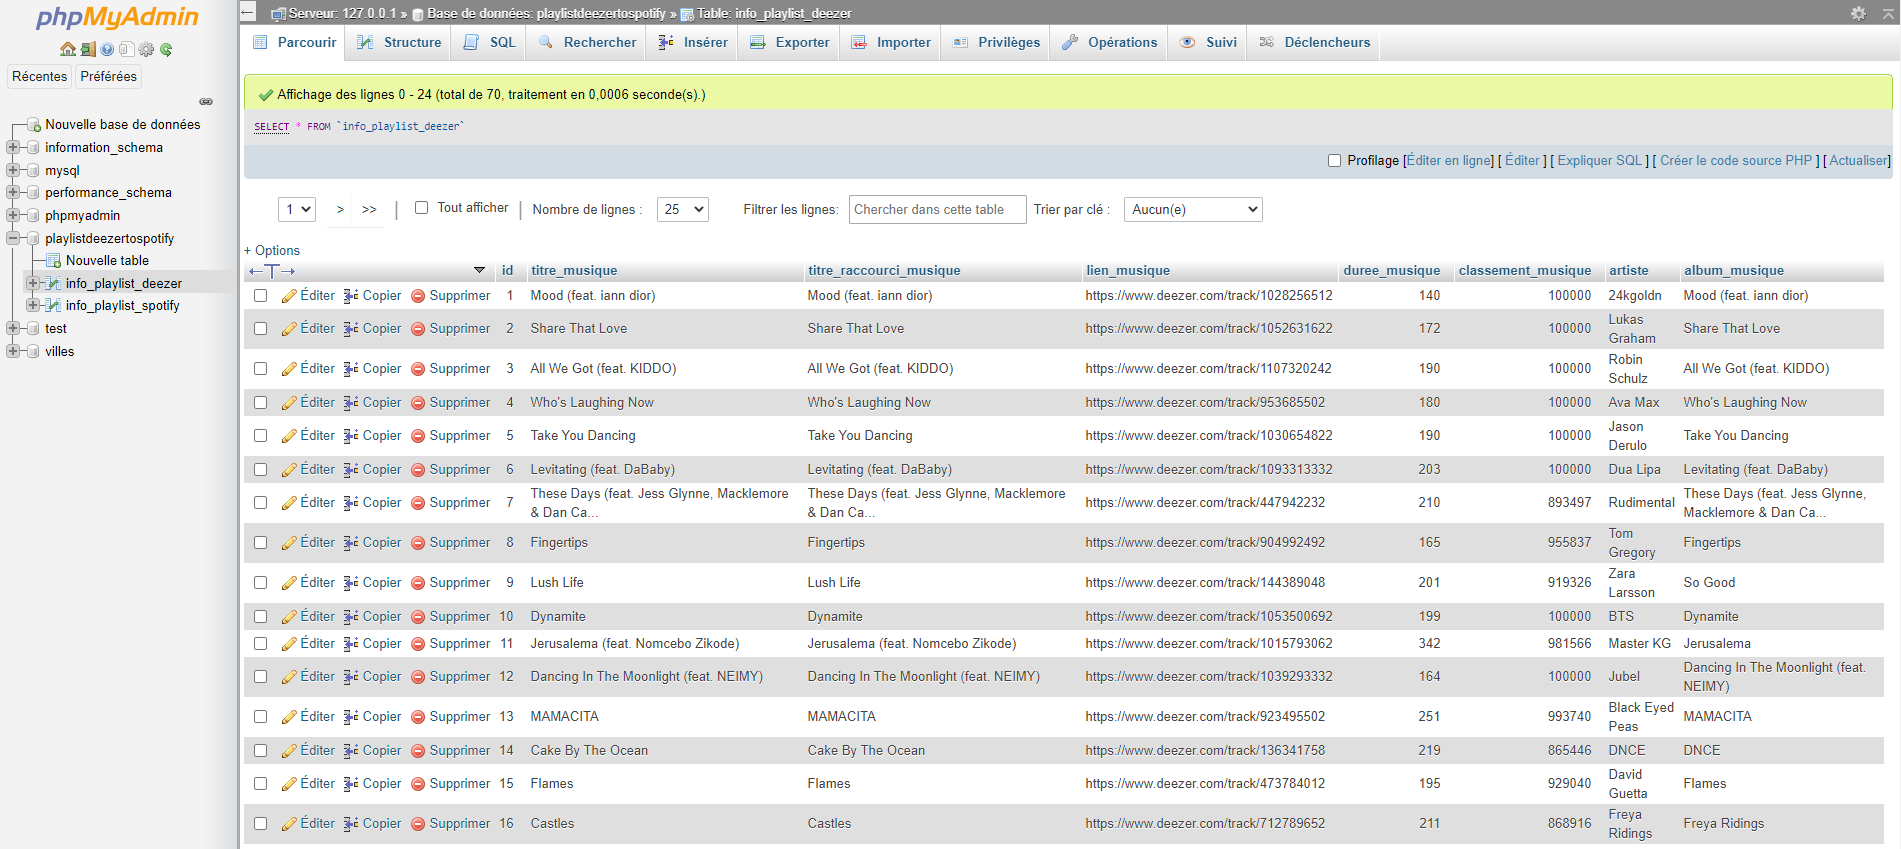 phpMyAdmin
Récentes Préférées
Nouvelle base de données
information_schema
mysql
performance_schema
phpmyadmin
playlistdeezertospotify
Nouvelle table
info_playlist_deezer
info_playlist_spotify
test
villes
Serveur: 127.0.0.1 » Base de données: playlistdeezertospotify » Table: info_playlist_deezer
Parcourir Structure SQL Rechercher Insérer Exporter Importer Privilèges Opérations Suivi Déclencheurs
Affichage des lignes 0 - 24 (total de 70, traitement en 0,0006 seconde(s).)
SELECT * FROM `info_playlist_deezer`
Profilage [Éditer en ligne] [ Éditer ] [ Expliquer SQL ] [ Créer le code source PHP ] [ Actualiser]
1 > >> | Tout afficher | Nombre de lignes : 25 Filtrer les lignes: Chercher dans cette table Trier par clé : Aucun(e)
+ Options
←T→ id titre_musique titre_raccourci_musique lien_musique duree_musique classement_musique artiste album_musique
Éditer Copier Supprimer 1 Mood (feat. iann dior) Mood (feat. iann dior) https://www.deezer.com/track/1028256512 140 100000 24kgoldn Mood (feat. iann dior)
Éditer Copier Supprimer 2 Share That Love Share That Love https://www.deezer.com/track/1052631622 172 100000 Lukas Graham Share That Love
Éditer Copier Supprimer 3 All We Got (feat. KIDDO) All We Got (feat. KIDDO) https://www.deezer.com/track/1107320242 190 100000 Robin Schulz All We Got (feat. KIDDO)
Éditer Copier Supprimer 4 Who's Laughing Now Who's Laughing Now https://www.deezer.com/track/953685502 180 100000 Ava Max Who's Laughing Now
Éditer Copier Supprimer 5 Take You Dancing Take You Dancing https://www.deezer.com/track/1030654822 190 100000 Jason Derulo Take You Dancing
Éditer Copier Supprimer 6 Levitating (feat. DaBaby) Levitating (feat. DaBaby) https://www.deezer.com/track/1093313332 203 100000 Dua Lipa Levitating (feat. DaBaby)
Éditer Copier Supprimer 7 These Days (feat. Jess Glynne, Macklemore & Dan Ca... These Days (feat. Jess Glynne, Macklemore & Dan Ca... https://www.deezer.com/track/447942232 210 893497 Rudimental These Days (feat. Jess Glynne, Macklemore & Dan Ca...
Éditer Copier Supprimer 8 Fingertips Fingertips https://www.deezer.com/track/904992492 165 955837 Tom Gregory Fingertips
Éditer Copier Supprimer 9 Lush Life Lush Life https://www.deezer.com/track/144389048 201 919326 Zara Larsson So Good
Éditer Copier Supprimer 10 Dynamite Dynamite https://www.deezer.com/track/1053500692 199 100000 BTS Dynamite
Éditer Copier Supprimer 11 Jerusalema (feat. Nomcebo Zikode) Jerusalema (feat. Nomcebo Zikode) https://www.deezer.com/track/1015793062 342 981566 Master KG Jerusalema
Éditer Copier Supprimer 12 Dancing In The Moonlight (feat. NEIMY) Dancing In The Moonlight (feat. NEIMY) https://www.deezer.com/track/1039293332 164 100000 Jubel Dancing In The Moonlight (feat. NEIMY)
Éditer Copier Supprimer 13 MAMACITA MAMACITA https://www.deezer.com/track/923495502 251 993740 Black Eyed Peas MAMACITA
Éditer Copier Supprimer 14 Cake By The Ocean Cake By The Ocean https://www.deezer.com/track/136341758 219 865446 DNCE DNCE
Éditer Copier Supprimer 15 Flames Flames https://www.deezer.com/track/473784012 195 929040 David Guetta Flames
Éditer Copier Supprimer 16 Castles Castles https://www.deezer.com/track/712789652 211 868916 Freya Ridings Freya Ridings